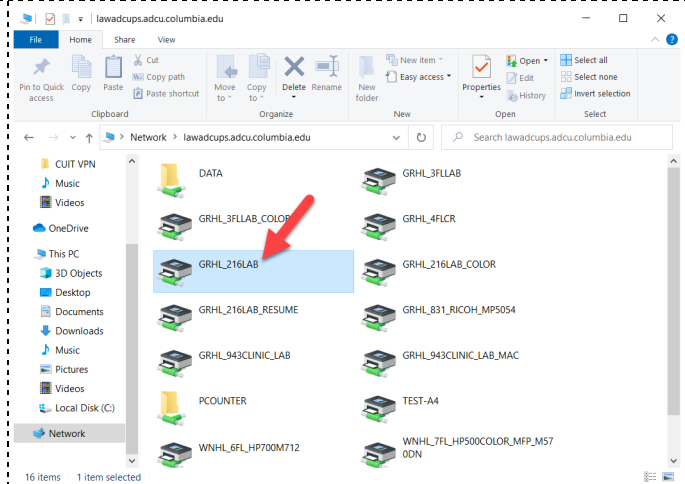 lawadcups.adcu.columbia.edu
File Home Share View
Pin to Quick access
Copy
Paste
Cut
Copy path
Paste shortcut
Clipboard
Move to
Copy to
Delete
Rename
Organize
New folder
New item
Easy access
New
Properties
Open
Edit
History
Open
Select all
Select none
Invert selection
Select
Network > lawadcups.adcu.columbia.edu
Search lawadcups.adcu.columbia.edu
CUIT VPN
Music
Videos
OneDrive
This PC
3D Objects
Desktop
Documents
Downloads
Music
Pictures
Videos
Local Disk (C:)
Network
DATA
GRHL_3FLLAB
GRHL_3FLLAB_COLOR
GRHL_4FLCR
GRHL_216LAB
GRHL_216LAB_COLOR
GRHL_216LAB_RESUME
GRHL_831_RICOH_MP5054
GRHL_943CLINIC_LAB
GRHL_943CLINIC_LAB_MAC
PCOUNTER
TEST-A4
WNHL_6FL_HP700M712
WNHL_7FL_HP500COLOR_MFP_M57
0DN
16 items 1 item selected